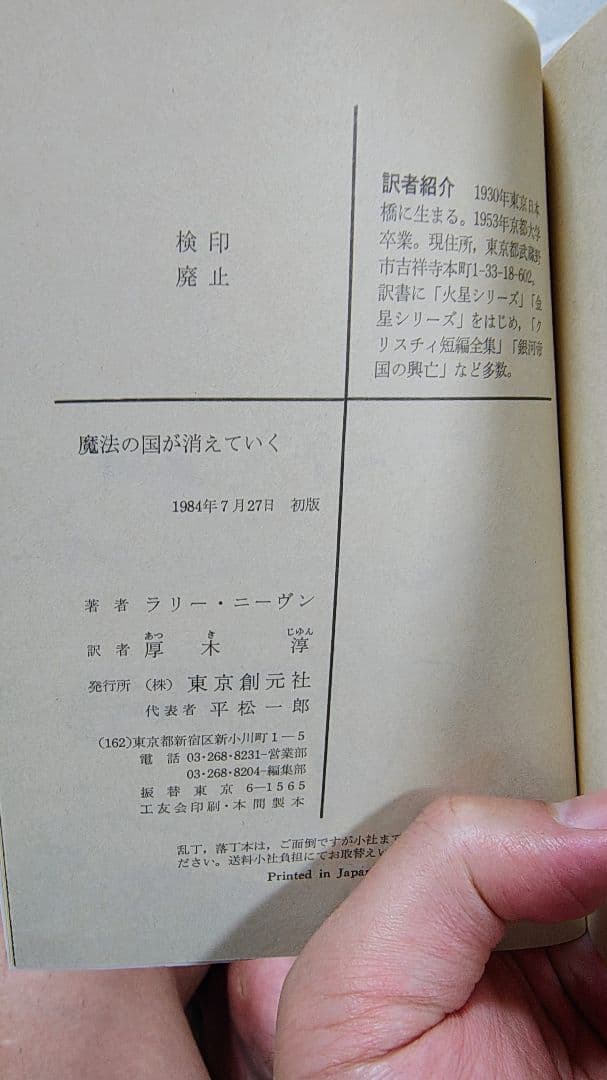 検印
廃止
訳者紹介 1930年東京日本
橋に生まる。1953年京都大学
卒業。現住所，東京都武蔵野
市吉祥寺本町1-33-18-602,
訳書に「火星シリーズ」「金
星シリーズ」をはじめ，「ク
リスチィ短編全集」「銀河帝
国の興亡」など多数。
魔法の国が消えていく
1984年7月27日 初版
著者 ラリー・ニーヴン
あつ き じゆん
訳者 厚木 淳
発行所 (株) 東京創元社
代表者 平松一郎
(162)東京都新宿区新小川町1―5
電話 03・268・8231-営業部
03・268・8204-編集部
振替 東京 6―1565
工友会印刷・本間製本
乱丁，落丁本は，ご面倒ですが小社まで
ださい。送料小社負担にてお取替えい
Printed in Japan